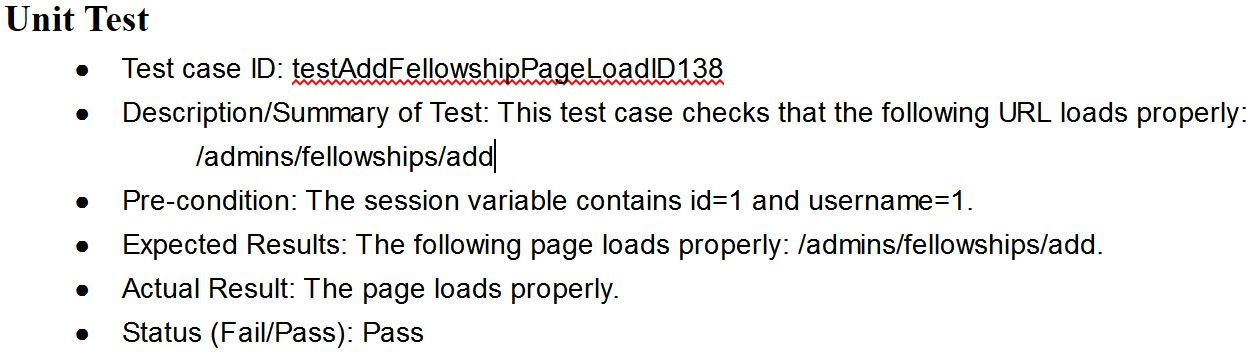 Unit Test
● Test case ID: testAddFellowshipPageLoadID138
● Description/Summary of Test: This test case checks that the following URL loads properly:
/admins/fellowships/add
● Pre-condition: The session variable contains id=1 and username=1.
● Expected Results: The following page loads properly: /admins/fellowships/add.
● Actual Result: The page loads properly.
● Status (Fail/Pass): Pass